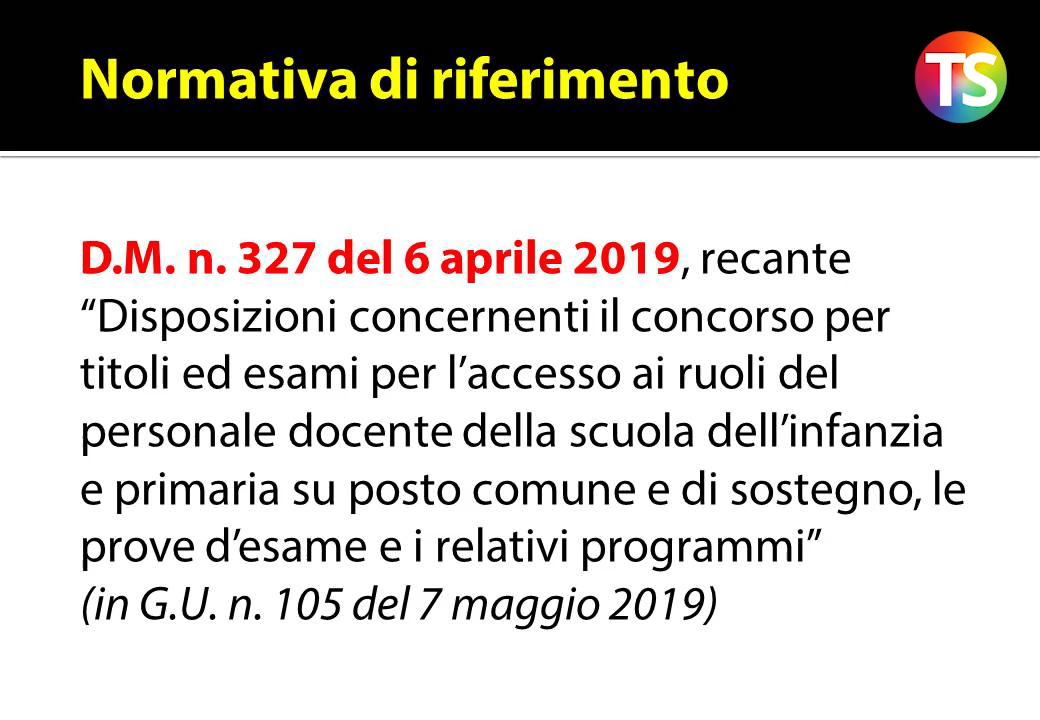 Normativa di riferimento
TS
D.M. n. 327 del 6 aprile 2019, recante
“Disposizioni concernenti il concorso per
titoli ed esami per l’accesso ai ruoli del
personale docente della scuola dell’infanzia
e primaria su posto comune e di sostegno, le
prove d’esame e i relativi programmi”
(in G.U. n. 105 del 7 maggio 2019)